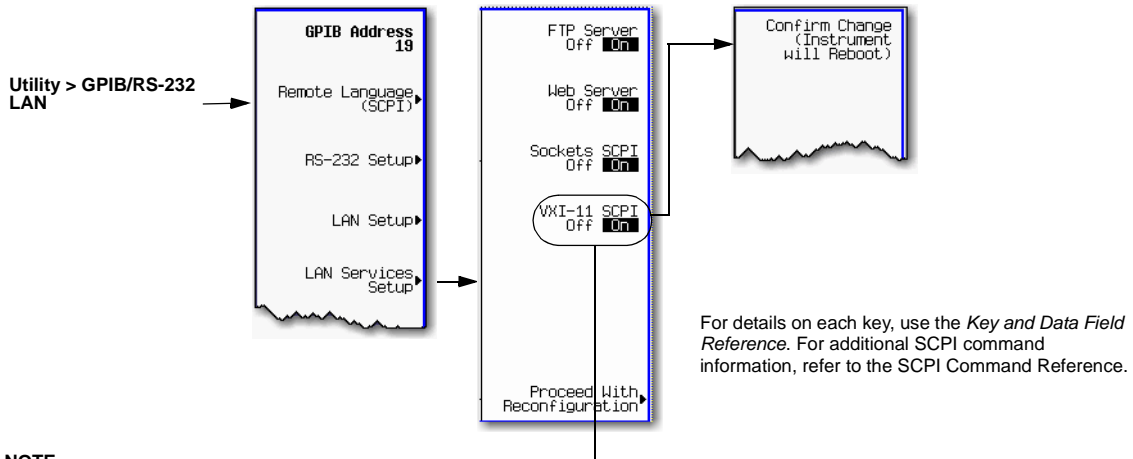 Utility > GPIB/RS-232
LAN
GPIB Address
19
Remote Language
(SCPI)
RS-232 Setup
LAN Setup
LAN Services
Setup
FTP Server
Off On
Web Server
Off On
Sockets SCPI
Off On
VXI-11 SCPI
Off On
Proceed With
Reconfiguration
Confirm Change
(Instrument
will Reboot)
For details on each key, use the Key and Data Field
Reference. For additional SCPI command
information, refer to the SCPI Command Reference.
NOTE